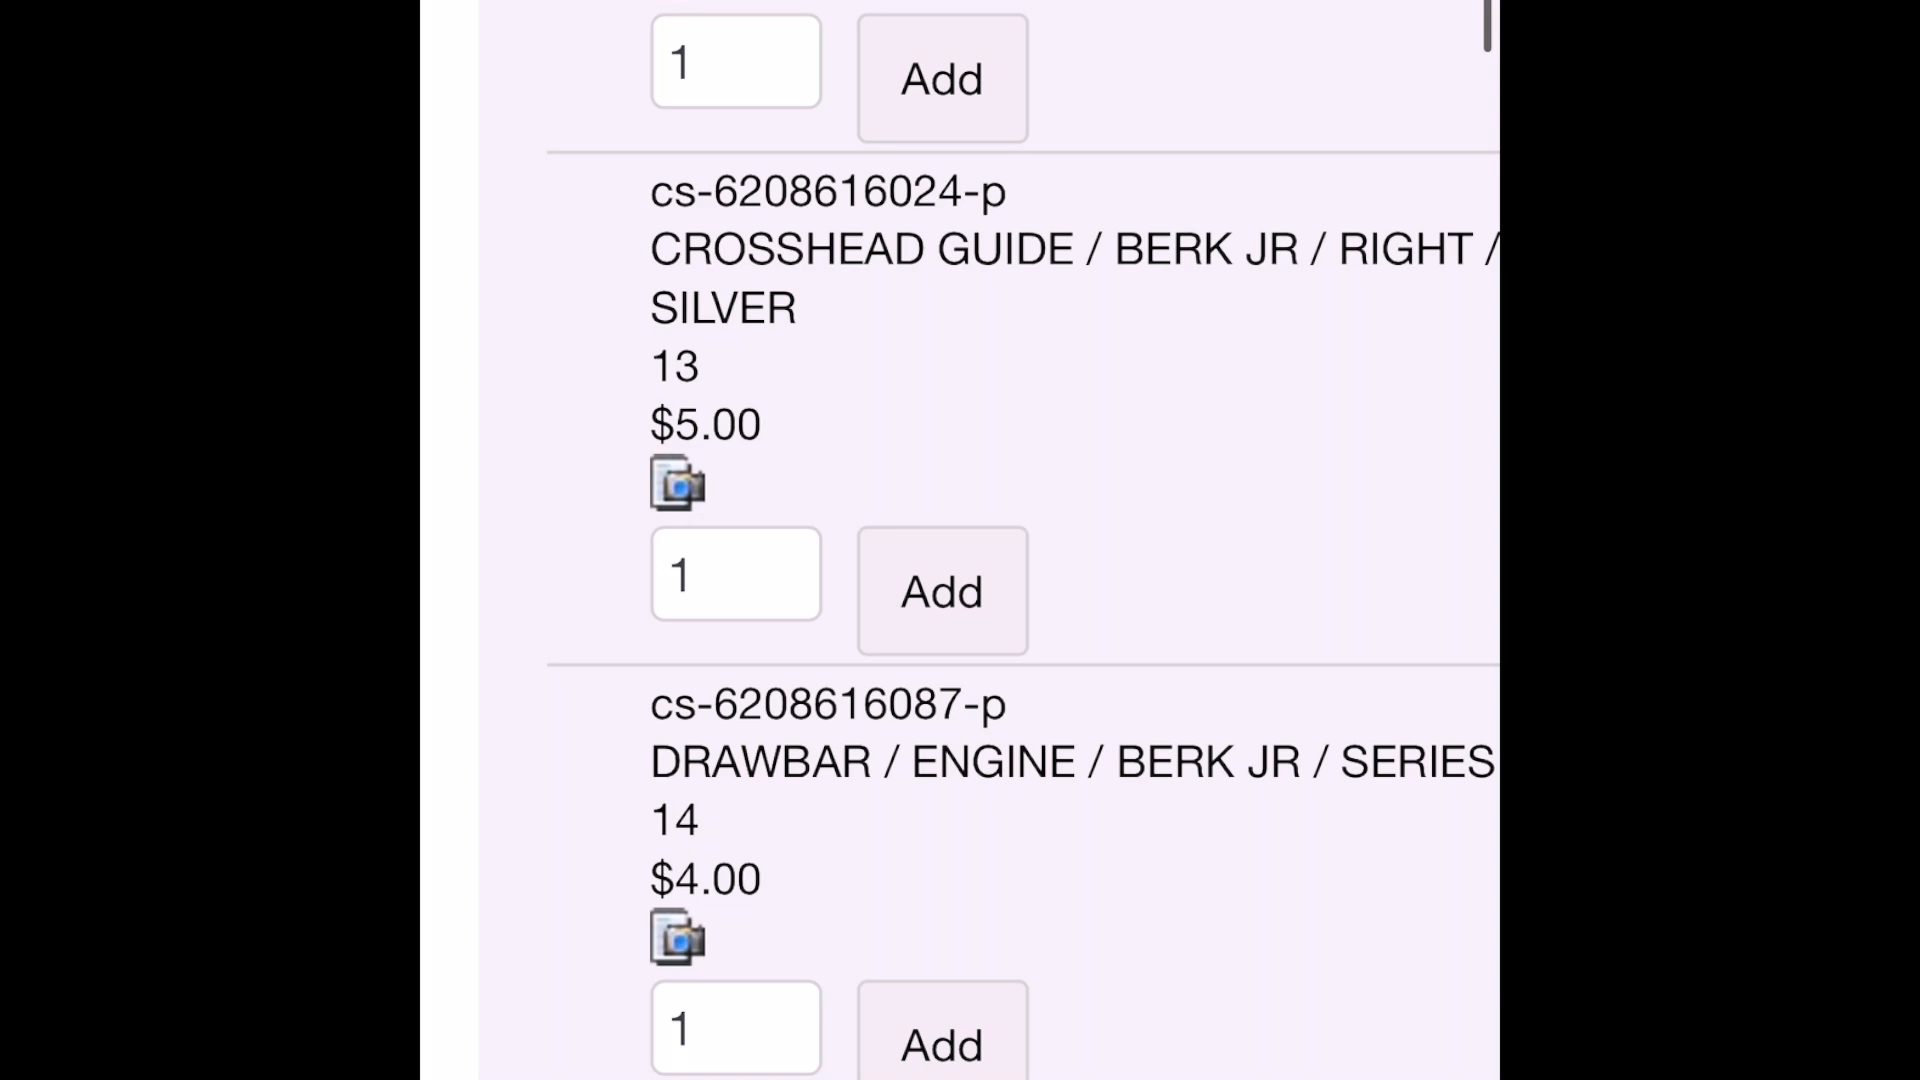 1
Add
cs-6208616024-p
CROSSHEAD GUIDE / BERK JR / RIGHT /
SILVER
13
$5.00
1
Add
cs-6208616087-p
DRAWBAR / ENGINE / BERK JR / SERIES
14
$4.00
1
Add